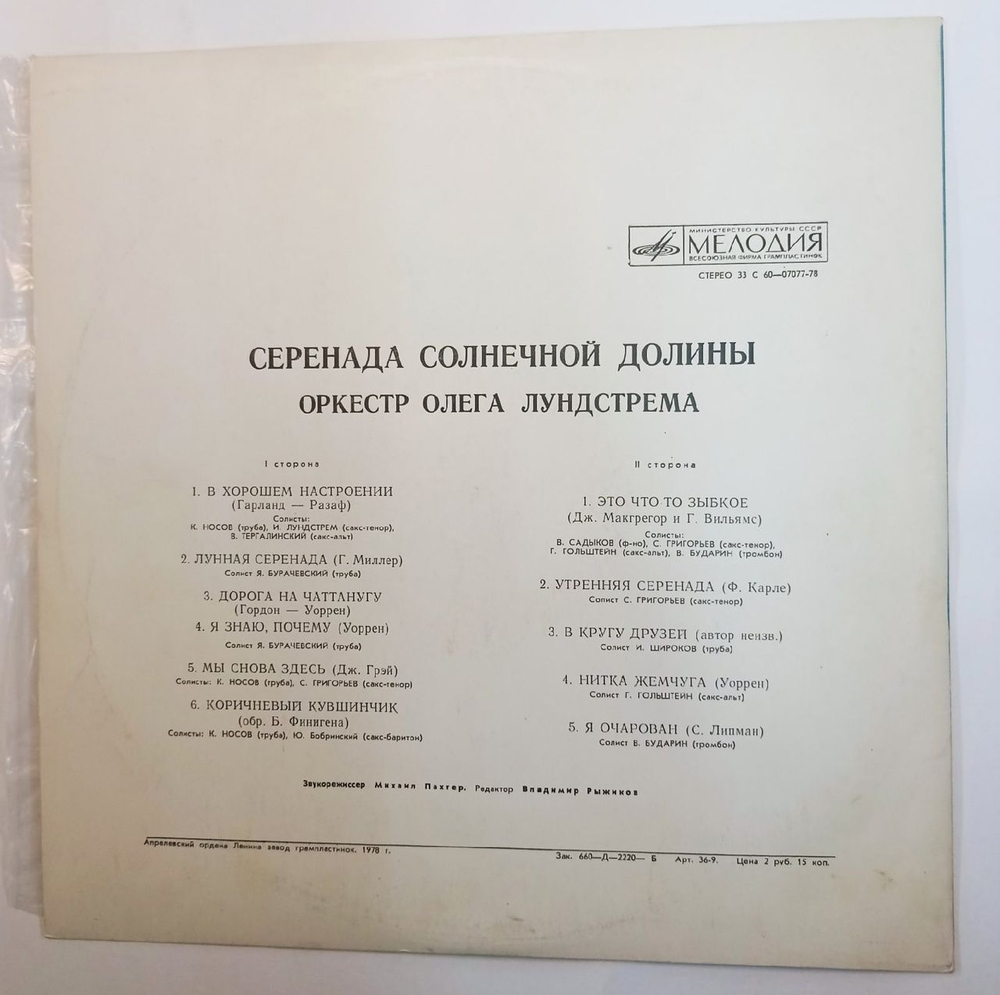 МИНИСТЕРСТВО КУЛЬТУРЫ СССР
МЕЛОДИЯ
ВСЕСОЮЗНАЯ ФИРМА ГРАМПЛАСТИНОК
СТЕРЕО 33 С 60—07077-78
СЕРЕНАДА СОЛНЕЧНОЙ ДОЛИНЫ
ОРКЕСТР ОЛЕГА ЛУНДСТРЕМА
I сторона
1. В ХОРОШЕМ НАСТРОЕНИИ
(Гарланд — Разаф)
Солисты:
К. НОСОВ (труба), И. ЛУНДСТРЕМ (сакс-тенор),
В. ТЕРГАЛИНСКИЙ (сакс-альт)
2. ЛУННАЯ СЕРЕНАДА (Г. Миллер)
Солист Я. БУРАЧЕВСКИЙ (труба)
3. ДОРОГА НА ЧАТТАНУГУ
(Гордон — Уоррен)
4. Я ЗНАЮ, ПОЧЕМУ (Уоррен)
Солист Я. БУРАЧЕВСКИЙ (труба)
5. МЫ СНОВА ЗДЕСЬ (Дж. Грэй)
Солисты: К. НОСОВ (труба), С. ГРИГОРЬЕВ (сакс-тенор)
6. КОРИЧНЕВЫЙ КУВШИНЧИК
(обр. Б. Финигена)
Солисты: К. НОСОВ (труба), Ю. Бобринский (сакс-баритон)
II сторона
1. ЭТО ЧТО ТО ЗЫБКОЕ
(Дж. Макгрегор и Г. Вильямс)
Солисты:
В. САДЫКОВ (ф-но), С. ГРИГОРЬЕВ (сакс-тенор),
Г. ГОЛЬШТЕЙН (сакс-альт), В. БУДАРИН (тромбон)
2. УТРЕННЯЯ СЕРЕНАДА (Ф. Карле)
Солист С. ГРИГОРЬЕВ (сакс-тенор)
3. В КРУГУ ДРУЗЕЙ (автор неизв.)
Солист И. ШИРОКОВ (труба)
4. НИТКА ЖЕМЧУГА (Уоррен)
Солист Г. ГОЛЬШТЕЙН (сакс-альт)
5. Я ОЧАРОВАН (С. Липман)
Солист В. БУДАРИН (тромбон)
Звукорежиссер Михаил Пахтер. Редактор Владимир Рыжиков
Апрелевский ордена Ленина завод грампластинок. 1978 г.
Зак. 660—Д—2220— Б Арт. 36-9. Цена 2 руб. 15 коп.